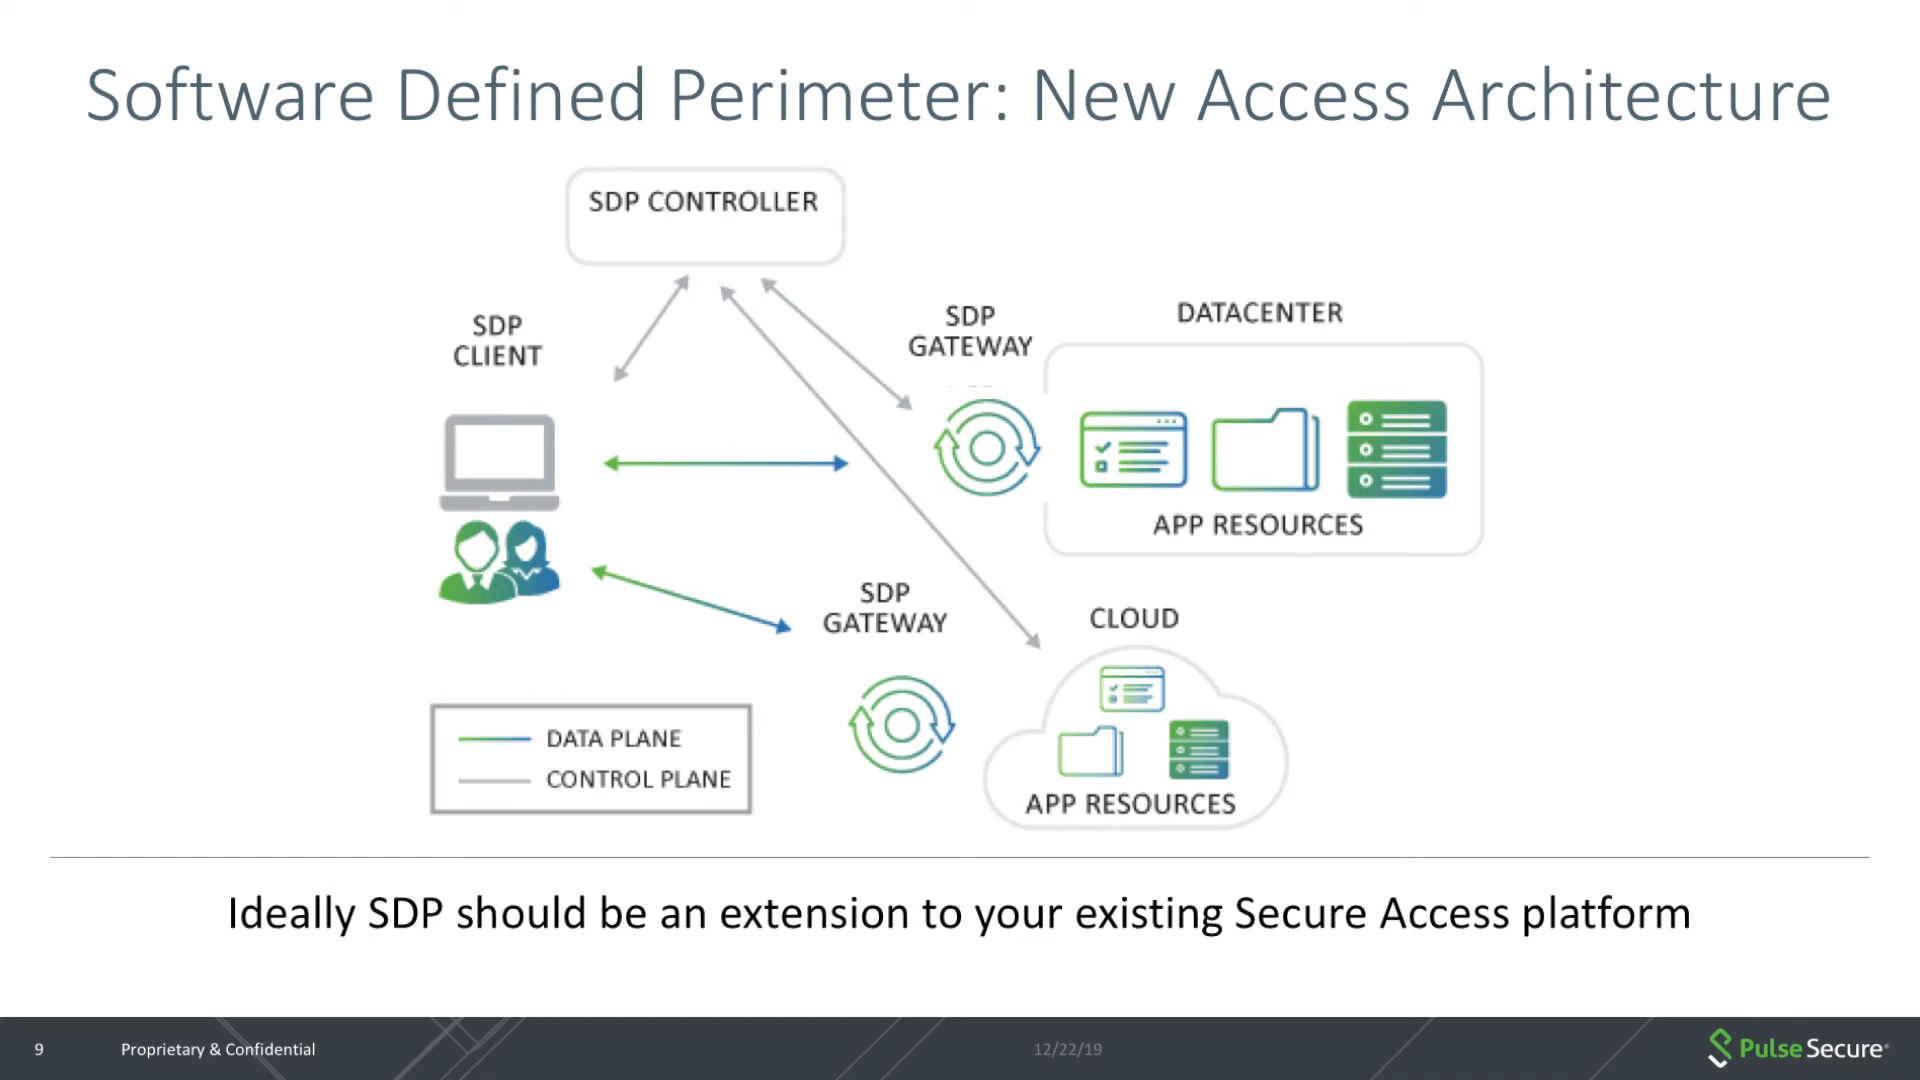 Software Defined Perimeter: New Access Architecture
SDP CONTROLLER
SDP
CLIENT
SDP
GATEWAY
DATACENTER
APP RESOURCES
SDP
GATEWAY
CLOUD
APP RESOURCES
DATA PLANE
CONTROL PLANE
Ideally SDP should be an extension to your existing Secure Access platform
9
Proprietary & Confidential
12/22/19
PulseSecure